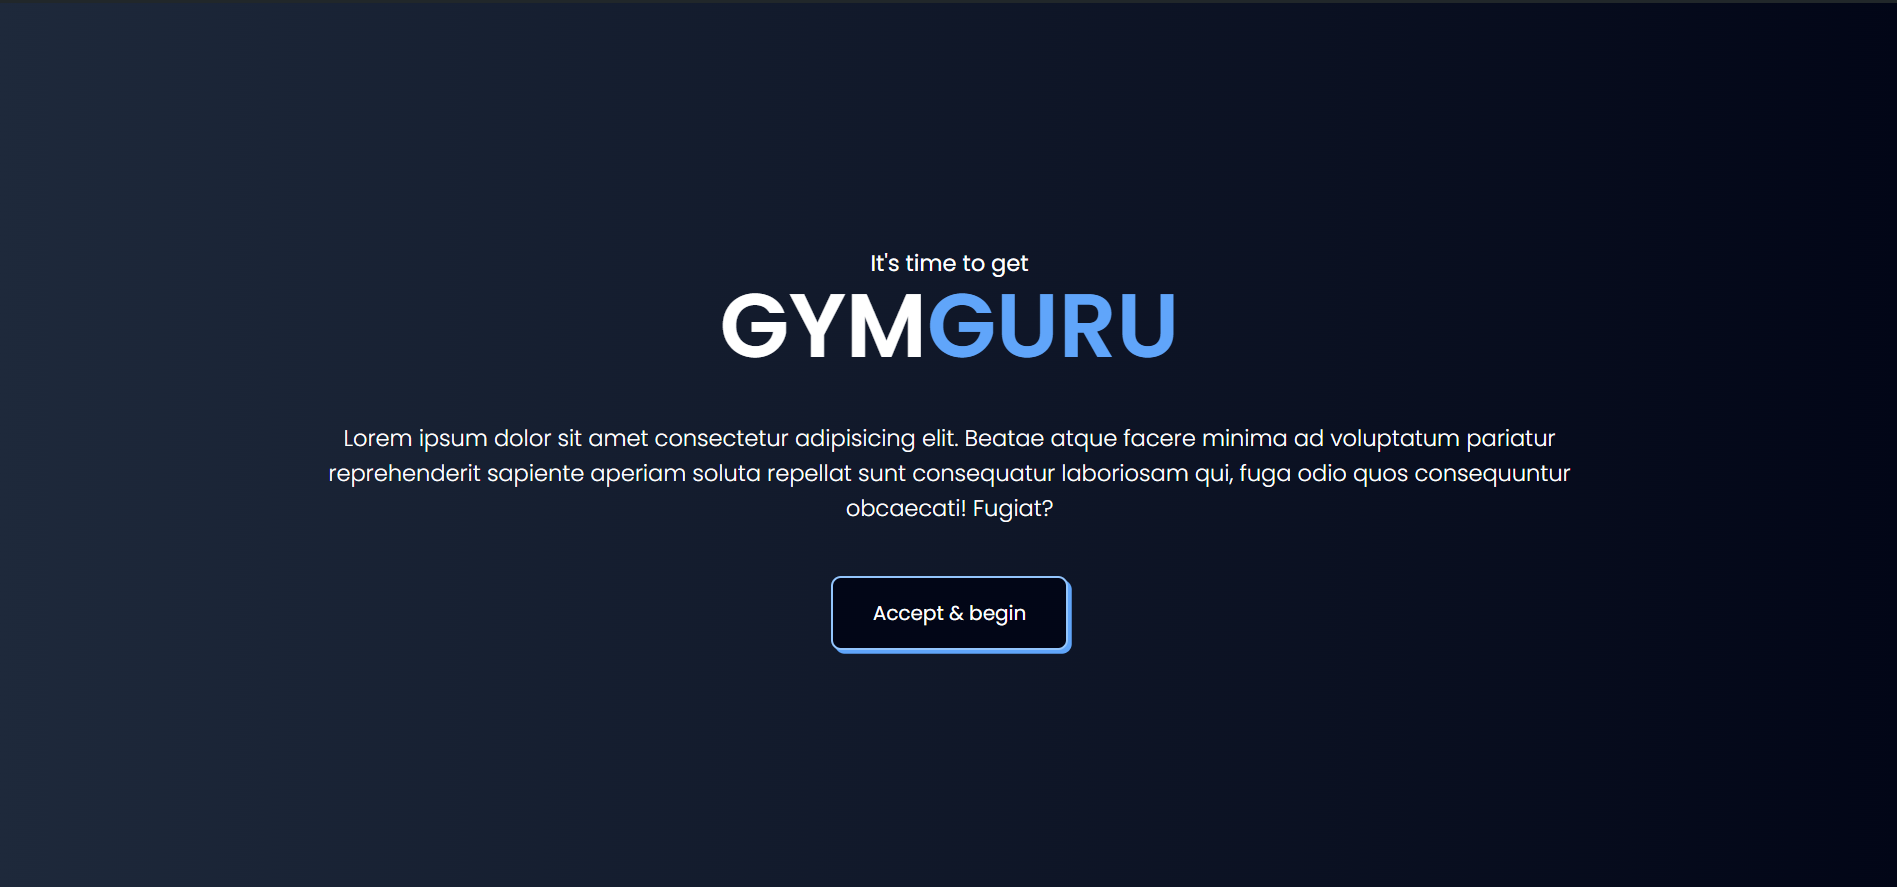 It's time to get
GYMGURU
Lorem ipsum dolor sit amet consectetur adipisicing elit. Beatae atque facere minima ad voluptatum pariatur
reprehenderit sapiente aperiam soluta repellat sunt consequatur laboriosam qui, fuga odio quos consequuntur
obcaecati! Fugiat?
Accept & begin